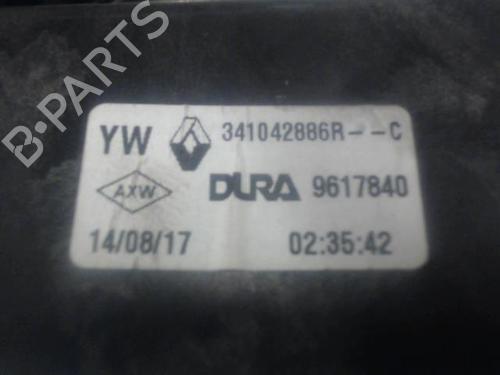 B-PARTS
YW 341042886R--C
AXW DURA 9617840
14/08/17 02:35:42